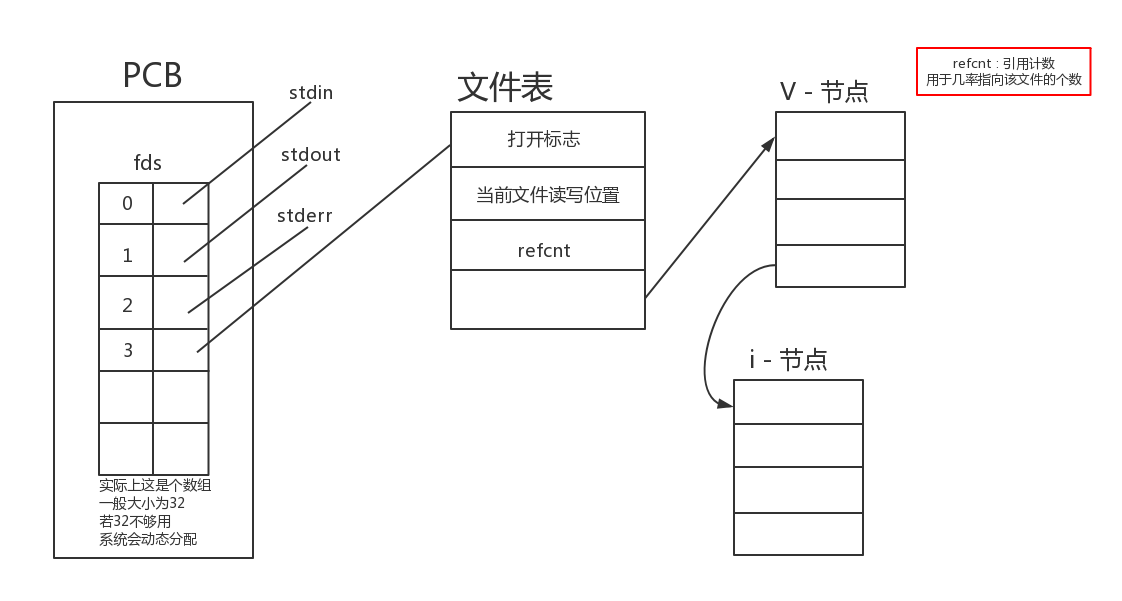 PCB
fds
0
1
2
3
实际上这是个数组
一般大小为32
若32不够用
系统会动态分配
stdin
stdout
stderr
文件表
打开标志
当前文件读写位置
refcnt
V - 节点
i - 节点
refcnt : 引用计数
用于几率指向该文件的个数